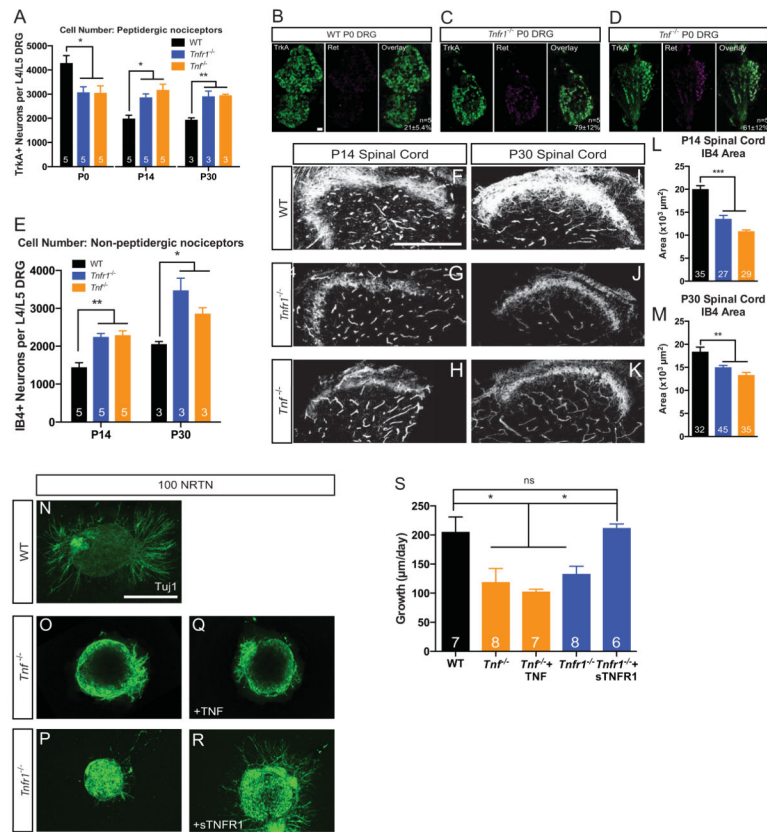 A
Cell Number: Peptidergic nociceptors
TrkA+ Neurons per L4/L5 DRG
5000
4000
3000
2000
1000
0
*
*
**
WT
Tnfr1-/-
Tnf-/-
5 5 5 5 5 5 3 3 3
P0 P14 P30
B
WT P0 DRG
TrkA Ret Overlay
n=5
21±5.4%
C
Tnfr1-/- P0 DRG
TrkA Ret Overlay
n=5
79±12%
D
Tnf-/- P0 DRG
TrkA Ret Overlay
n=5
61±12%
E
Cell Number: Non-peptidergic nociceptors
IB4+ Neurons per L4/L5 DRG
4000
3000
2000
1000
0
**
*
WT
Tnfr1-/-
Tnf-/-
5 5 5 3 3 3
P14 P30
P14 Spinal Cord P30 Spinal Cord
WT
F I
Tnfr1-/-
G J
Tnf-/-
H K
L
P14 Spinal Cord
IB4 Area
Area (x10³ µm²)
25
20
15
10
5
0
***
35 27 29
M
P30 Spinal Cord
IB4 Area
Area (x10³ µm²)
25
20
15
10
5
0
**
32 45 35
100 NRTN
WT
N
Tuj1
Tnf-/-
O Q
+TNF
Tnfr1-/-
P R
+sTNFR1
S
Growth (µm/day)
250
200
150
100
50
0
ns
* *
7 8 7 8 6
WT Tnf-/- Tnf-/-+ Tnfr1-/- Tnfr1-/-+
TNF sTNFR1